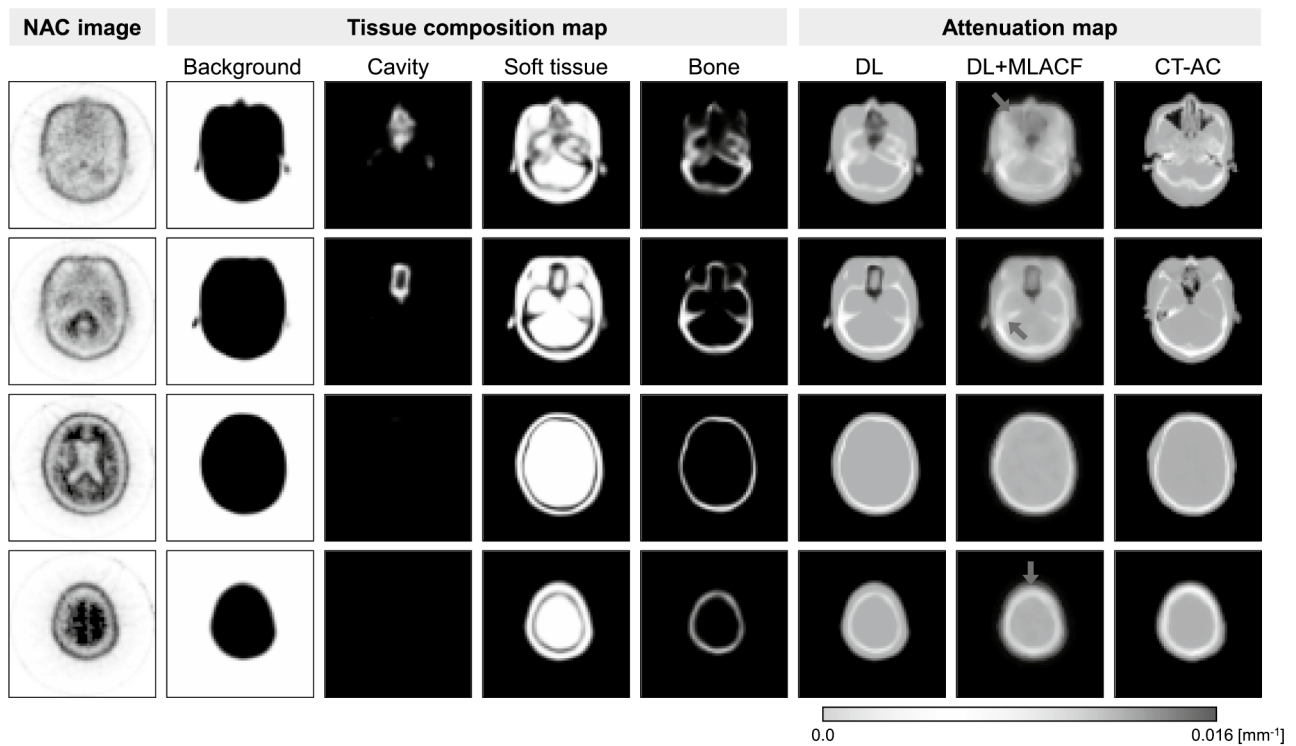 NAC image Tissue composition map Attenuation map
Background Cavity Soft tissue Bone DL DL+MLACF CT-AC
0.0 0.016 [mm⁻¹]